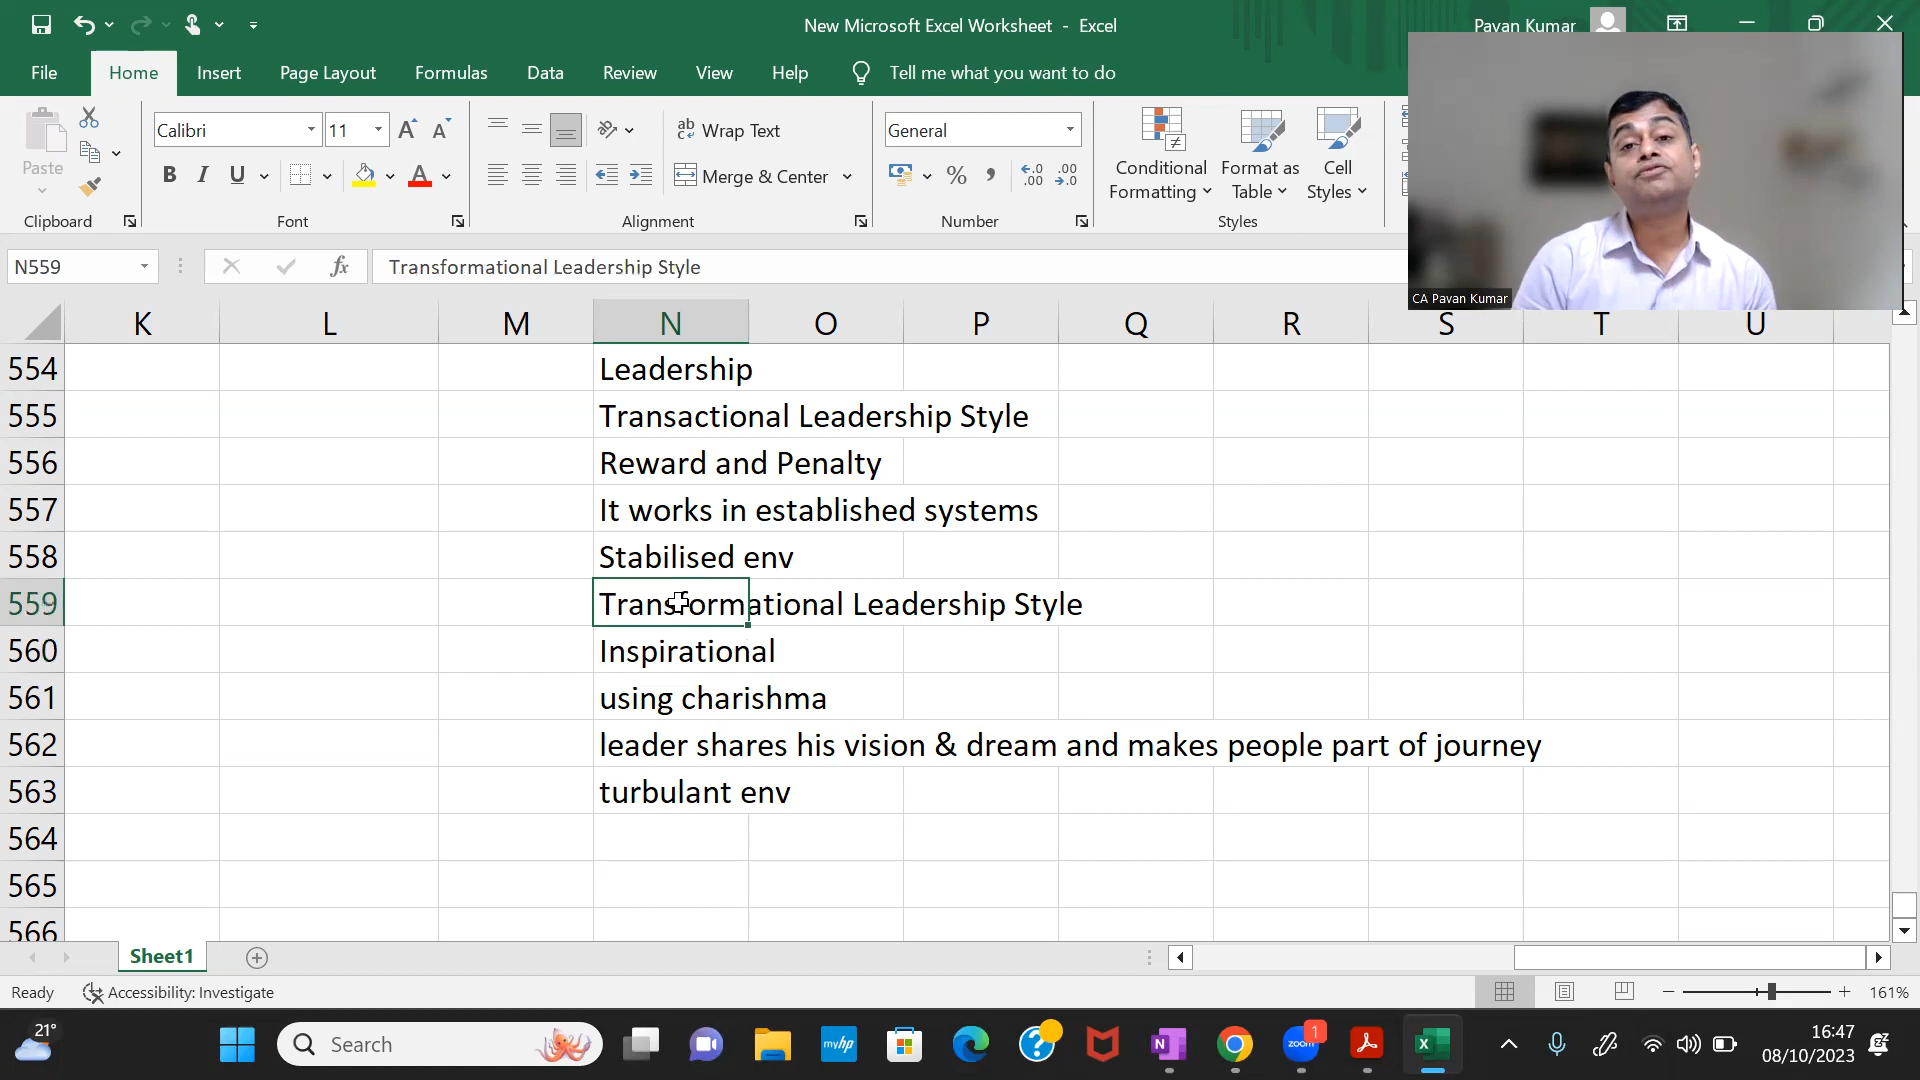 New Microsoft Excel Worksheet - Excel
Pavan Kumar
File Home Insert Page Layout Formulas Data Review View Help Tell me what you want to do
Paste
Calibri 11
ab Wrap Text
General
Merge & Center
Conditional Formatting
Format as Table
Cell Styles
Clipboard Font Alignment Number Styles
N559
fx
Transformational Leadership Style
CA Pavan Kumar
K L M N O P Q R S T U
554 Leadership
555 Transactional Leadership Style
556 Reward and Penalty
557 It works in established systems
558 Stabilised env
559 Transformational Leadership Style
560 Inspirational
561 using charishma
562 leader shares his vision & dream and makes people part of journey
563 turbulant env
564
565
566
Sheet1
Ready Accessibility: Investigate 161%
21° Search myhp zoom 1 16:47
08/10/2023